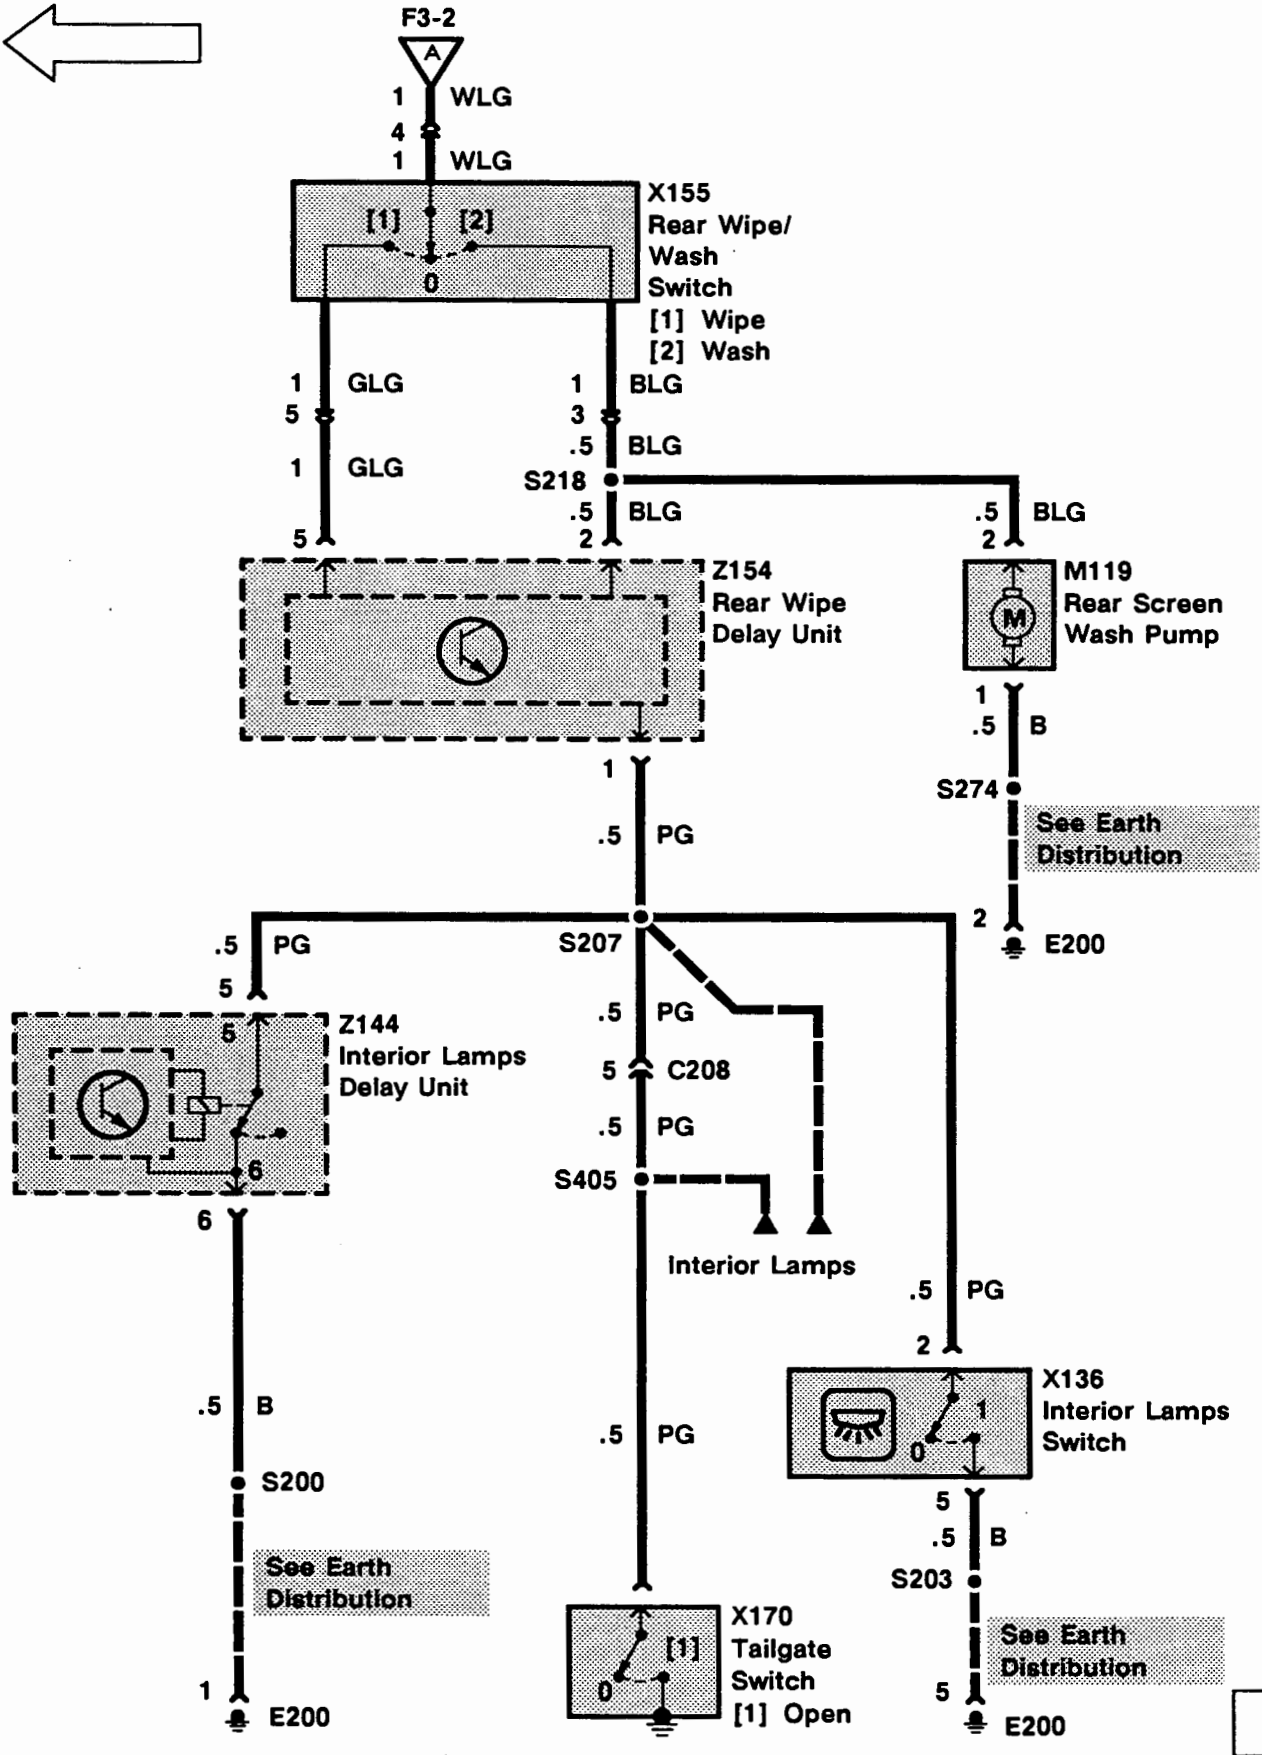 F3-2
A
1 WLG
4
1 WLG
X155
Rear Wipe/
Wash
Switch
[1] Wipe
[2] Wash
[1] [2]
0
1 GLG
1 BLG
5
3
.5 BLG
1 GLG
S218
.5 BLG
.5 BLG
5
2
2
Z154
Rear Wipe
Delay Unit
M119
Rear Screen
Wash Pump
M
1
.5 B
1
S274
See Earth
Distribution
.5 PG
2
E200
S207
.5 PG
5
.5 PG
5
Z144
Interior Lamps
Delay Unit
5 C208
.5 PG
6
S405
6
Interior Lamps
.5 PG
2
X136
Interior Lamps
Switch
1
0
.5 B
.5 PG
S200
5
.5 B
S203
See Earth
Distribution
X170
Tailgate
Switch
[1] Open
[1]
0
See Earth
Distribution
1
E200
5
E200